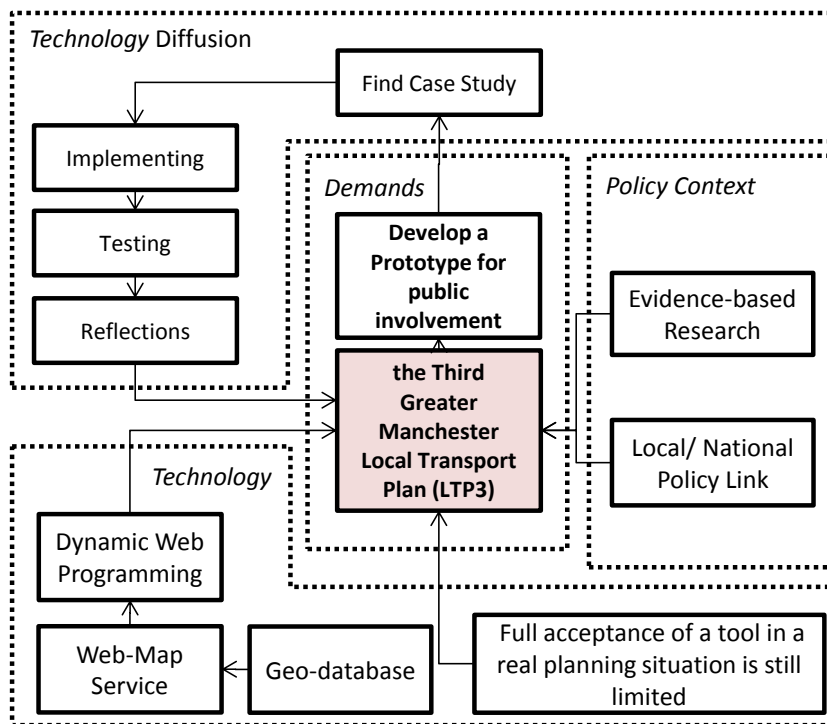 Technology Diffusion
Find Case Study
Implementing
Testing
Reflections
Demands
Develop a
Prototype for
public
involvement
the Third
Greater
Manchester
Local Transport
Plan (LTP3)
Policy Context
Evidence-based
Research
Local/ National
Policy Link
Technology
Dynamic Web
Programming
Web-Map
Service
Geo-database
Full acceptance of a tool in a
real planning situation is still
limited